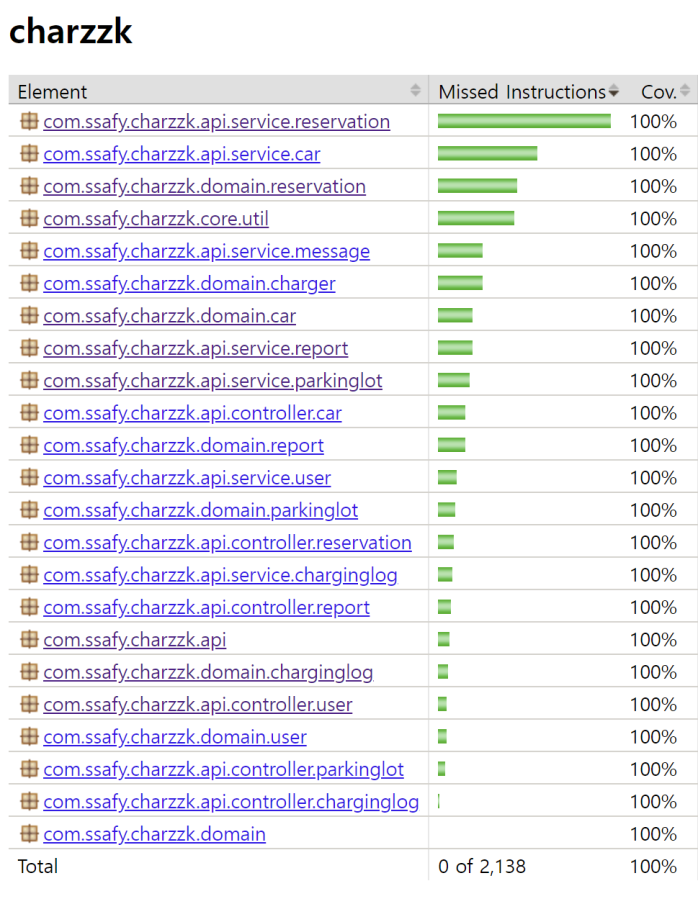 charzzk
Element Missed Instructions Cov.
com.ssafy.charzzk.api.service.reservation 100%
com.ssafy.charzzk.api.service.car 100%
com.ssafy.charzzk.domain.reservation 100%
com.ssafy.charzzk.core.util 100%
com.ssafy.charzzk.api.service.message 100%
com.ssafy.charzzk.domain.charger 100%
com.ssafy.charzzk.domain.car 100%
com.ssafy.charzzk.api.service.report 100%
com.ssafy.charzzk.api.service.parkinglot 100%
com.ssafy.charzzk.api.controller.car 100%
com.ssafy.charzzk.domain.report 100%
com.ssafy.charzzk.api.service.user 100%
com.ssafy.charzzk.domain.parkinglot 100%
com.ssafy.charzzk.api.controller.reservation 100%
com.ssafy.charzzk.api.service.charginglog 100%
com.ssafy.charzzk.api.controller.report 100%
com.ssafy.charzzk.api 100%
com.ssafy.charzzk.domain.charginglog 100%
com.ssafy.charzzk.api.controller.user 100%
com.ssafy.charzzk.domain.user 100%
com.ssafy.charzzk.api.controller.parkinglot 100%
com.ssafy.charzzk.api.controller.charginglog 100%
com.ssafy.charzzk.domain 100%
Total 0 of 2,138 100%